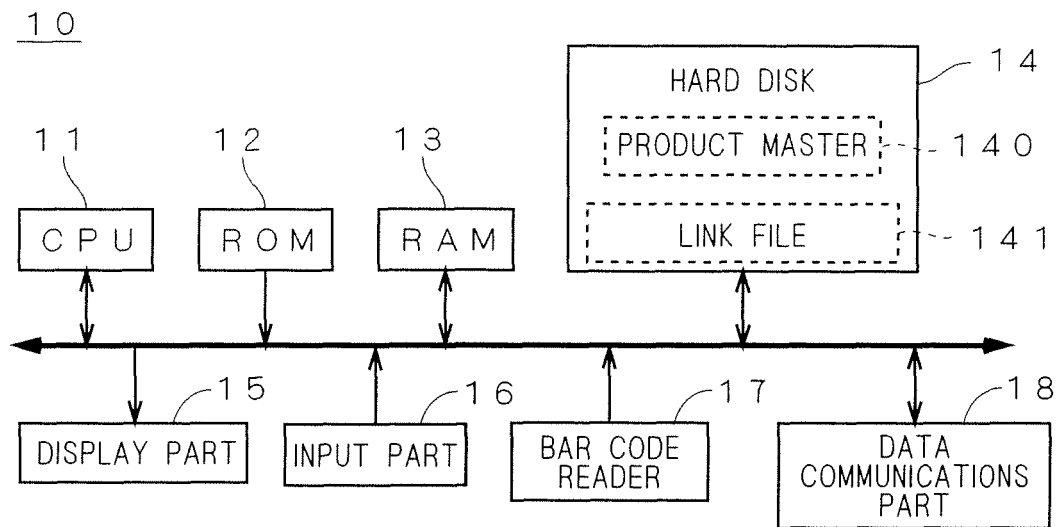 10
HARD DISK
14
PRODUCT MASTER
140
LINK FILE
141
11
12
13
CPU
ROM
RAM
15
16
17
18
DISPLAY PART
INPUT PART
BAR CODE
READER
DATA
COMMUNICATIONS
PART